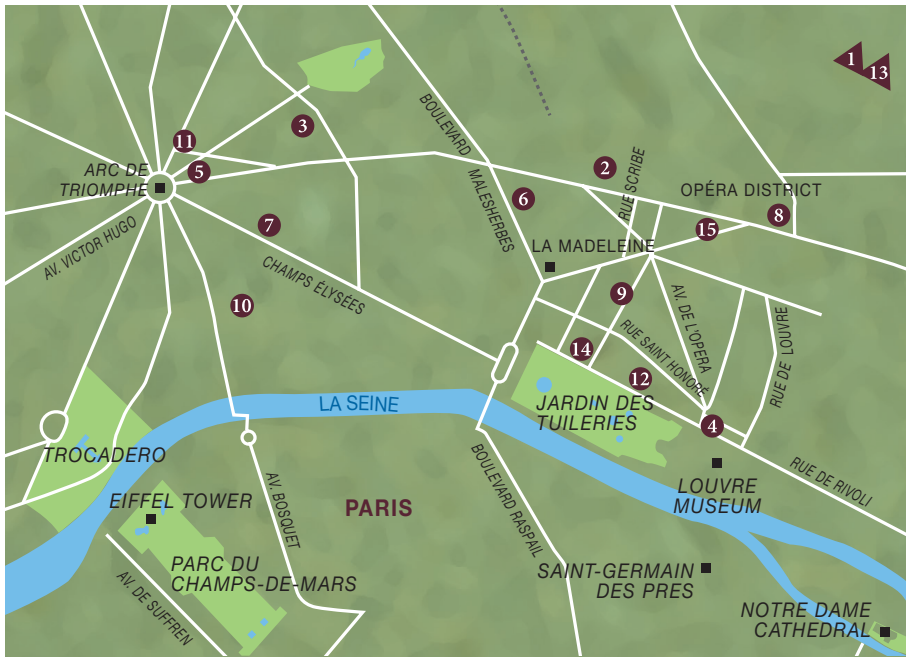 1
13
3
BOULEVARD
MALESHERBES
11
5
ARC DE
TRIOMPHE
2
RUE SCRIBE
6
OPÉRA DISTRICT
8
15
7
AV. VICTOR HUGO
LA MADELEINE
CHAMPS ÉLYSÉES
10
9
AV. DE L'OPERA
RUE SAINT HONORÉ
RUE DE LOUVRE
14
12
LA SEINE
JARDIN DES
TUILERIES
4
TROCADERO
BOULEVARD RASPAIL
RUE DE RIVOLI
LOUVRE
MUSEUM
EIFFEL TOWER
AV. BOSQUET
PARIS
PARC DU
CHAMPS-DE-MARS
AV. DE SUFFREN
SAINT-GERMAIN
DES PRES
NOTRE DAME
CATHEDRAL